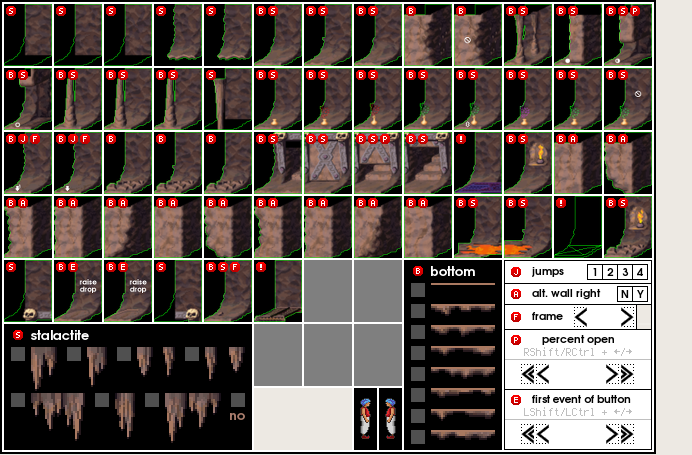 S S S S S B S B S B S B B B S B S B S P
B S B S B S B S S B S B S B S B S B S B S B S B S
B J F B J F B B B B S B S B S P B S ! B S B A B A
B A B A B A B A B A B A B A B A B A B S B S ! B S
S B E B E S B S F !
raise
drop
raise
drop
S stalactite
no
B bottom
J jumps 1 2 3 4
A alt. wall right N Y
F frame < >
P percent open
RShift/RCtrl + ←/→
E first event of button
LShift/LCtrl + ←/→